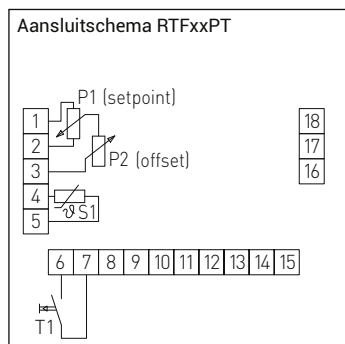 Aansluitschema RTFxxPT
P1 (setpoint)
1
2
3
4
5
P2 (offset)
ϑ S1
18
17
16
6 7 8 9 10 11 12 13 14 15
T1